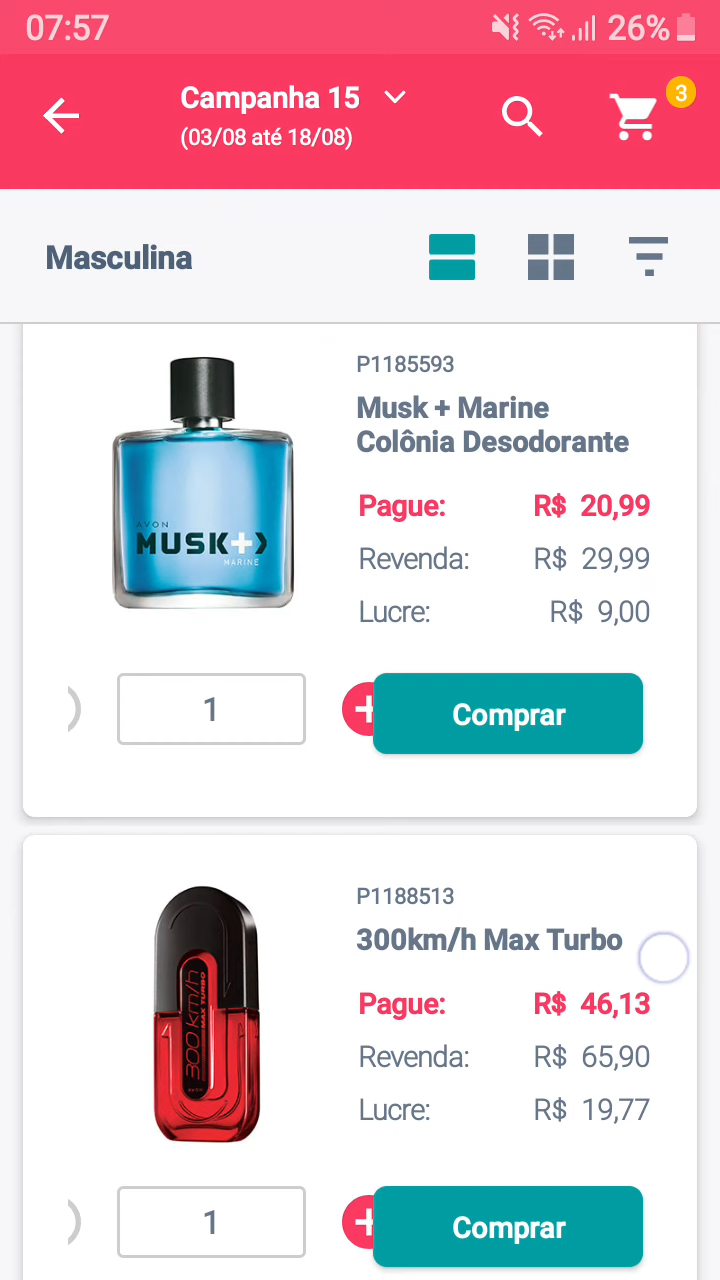 07:57
26%
Campanha 15
(03/08 até 18/08)
3
Masculina
P1185593
Musk + Marine
Colônia Desodorante
AVON
MUSK+
MARINE
Pague: R$ 20,99
Revenda: R$ 29,99
Lucre: R$ 9,00
1
+
Comprar
P1188513
300km/h Max Turbo
300 KM/H
MAX TURBO
AVON
Pague: R$ 46,13
Revenda: R$ 65,90
Lucre: R$ 19,77
1
+
Comprar